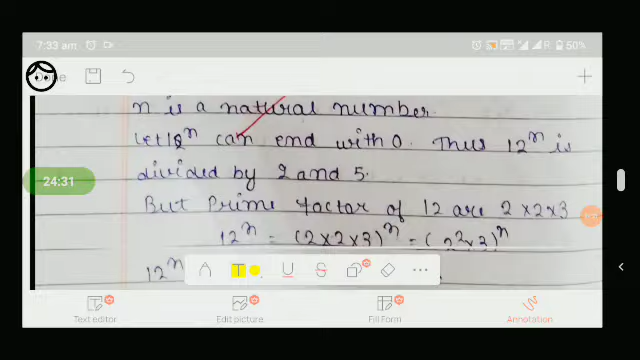 7:33 am
50%
Done
n is a natural number.
Let 12ⁿ can end with 0. Thus 12ⁿ is
24:31
divided by 2 and 5.
But Prime factor of 12 are 2×2×3
12ⁿ = (2×2×3)ⁿ = (2²×3)ⁿ
12ⁿ
Text editor
Edit picture
Fill Form
Annotation